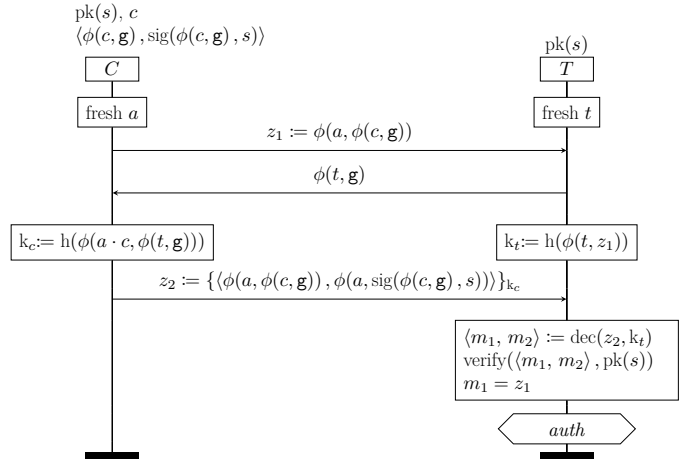 pk(s), c
⟨ϕ(c, g) , sig(ϕ(c, g) , s)⟩
pk(s)
C
T
fresh a
fresh t
z₁ := ϕ(a, ϕ(c, g))
ϕ(t, g)
k_c:= h(ϕ(a · c, ϕ(t, g)))
k_t:= h(ϕ(t, z₁))
z₂ := {⟨ϕ(a, ϕ(c, g)) , ϕ(a, sig(ϕ(c, g) , s))⟩}_{k_c}
⟨m₁, m₂⟩ := dec(z₂, k_t)
verify(⟨m₁, m₂⟩ , pk(s))
m₁ = z₁
auth